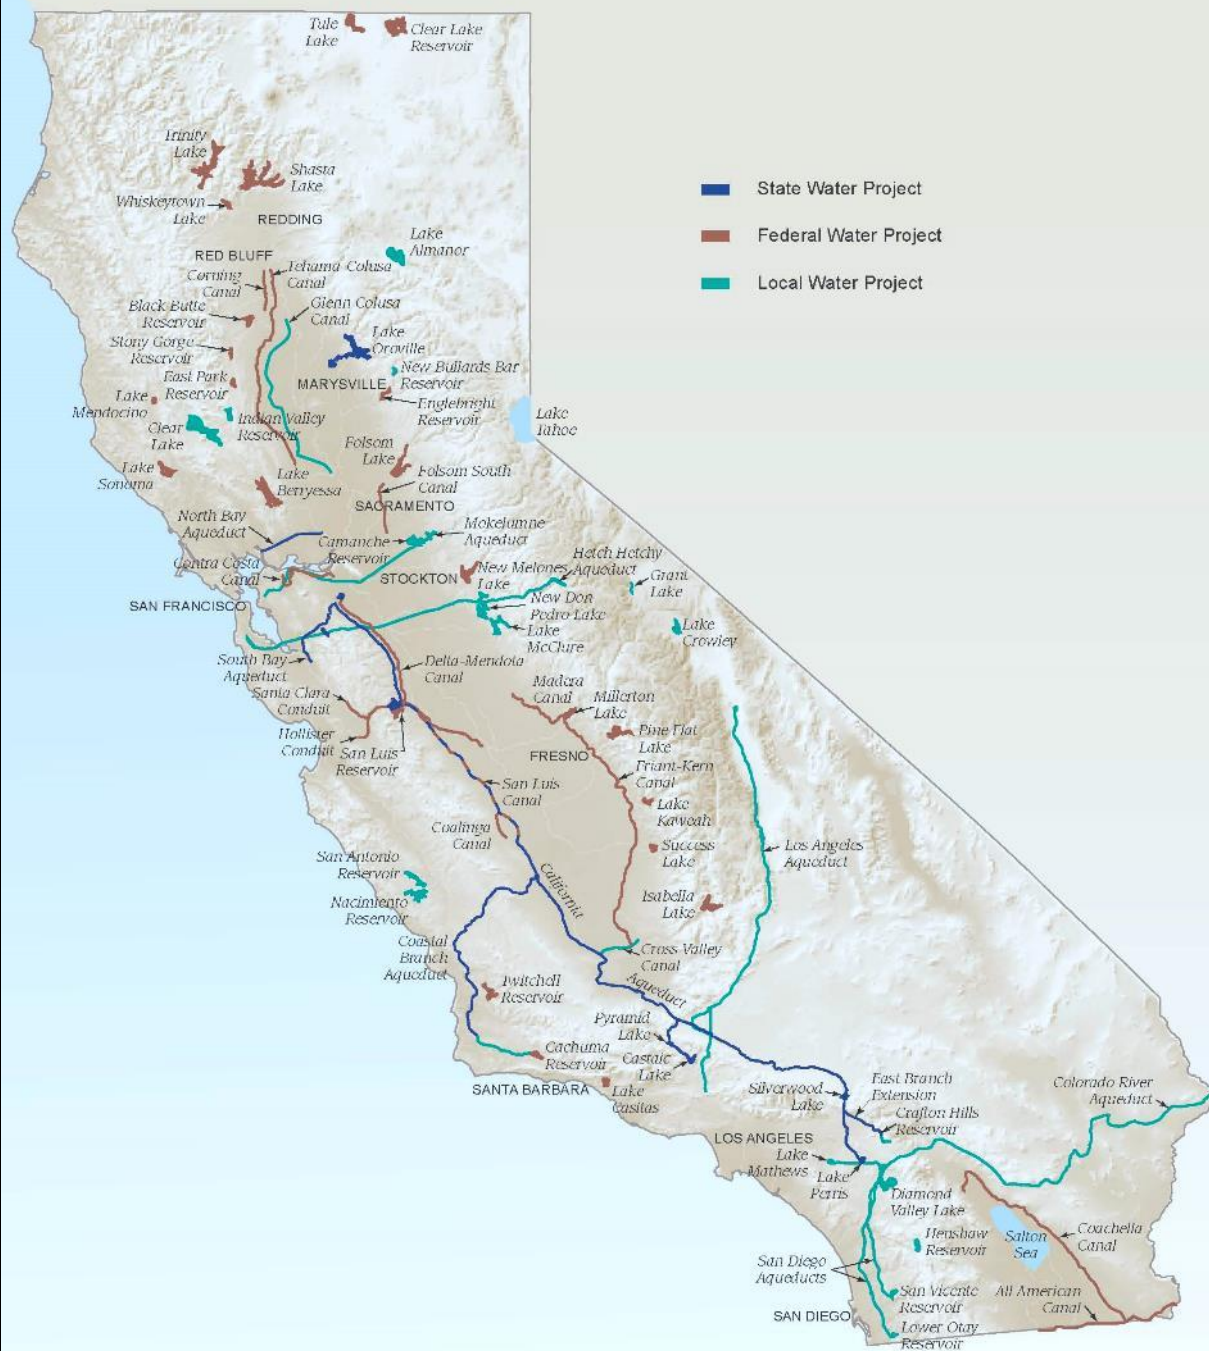 Tule
Lake
Clear Lake
Reservoir
Trinity
Lake
Shasta
Lake
Whiskeytown
Lake
REDDING
State Water Project
Federal Water Project
Local Water Project
Lake
Almanor
RED BLUFF
Tehama-Colusa
Canal
Corning
Canal
Glenn Colusa
Canal
Black Butte
Reservoir
Stony Gorge
Reservoir
Lake
Oroville
East Park
Reservoir
New Bullards Bar
Reservoir
MARYSVILLE
Englebright
Reservoir
Lake
Mendocino
Clear
Lake
Indian Valley
Reservoir
Lake
Tahoe
Folsom
Lake
Lake
Sonoma
Lake
Berryessa
Folsom South
Canal
SACRAMENTO
North Bay
Aqueduct
Camanche
Reservoir
Mokelumne
Aqueduct
Contra Costa
Canal
STOCKTON
New Melones
Lake
Hetch Hetchy
Aqueduct
Grant
Lake
SAN FRANCISCO
New Don
Pedro Lake
Lake
McClure
Lake
Crowley
South Bay
Aqueduct
Delta-Mendota
Canal
Santa Clara
Conduit
Madera
Canal
Millerton
Lake
Hollister
Conduit
San Luis
Reservoir
Pine Flat
Lake
FRESNO
Friant-Kern
Canal
San Luis
Canal
Lake
Kaweah
Coalinga
Canal
Success
Lake
Los Angeles
Aqueduct
San Antonio
Reservoir
Nacimiento
Reservoir
California
Isabella
Lake
Coastal
Branch
Aqueduct
Cross-Valley
Canal
Aqueduct
Twitchell
Reservoir
Pyramid
Lake
Cachuma
Reservoir
Castaic
Lake
SANTA BARBARA
Lake
Casitas
Silverwood
Lake
East Branch
Extension
Crafton Hills
Reservoir
Colorado River
Aqueduct
LOS ANGELES
Lake
Mathews
Lake
Perris
Diamond
Valley Lake
Henshaw
Reservoir
Salton
Sea
Coachella
Canal
San Diego
Aqueducts
San Vicente
Reservoir
All American
Canal
SAN DIEGO
Lower Otay
Reservoir